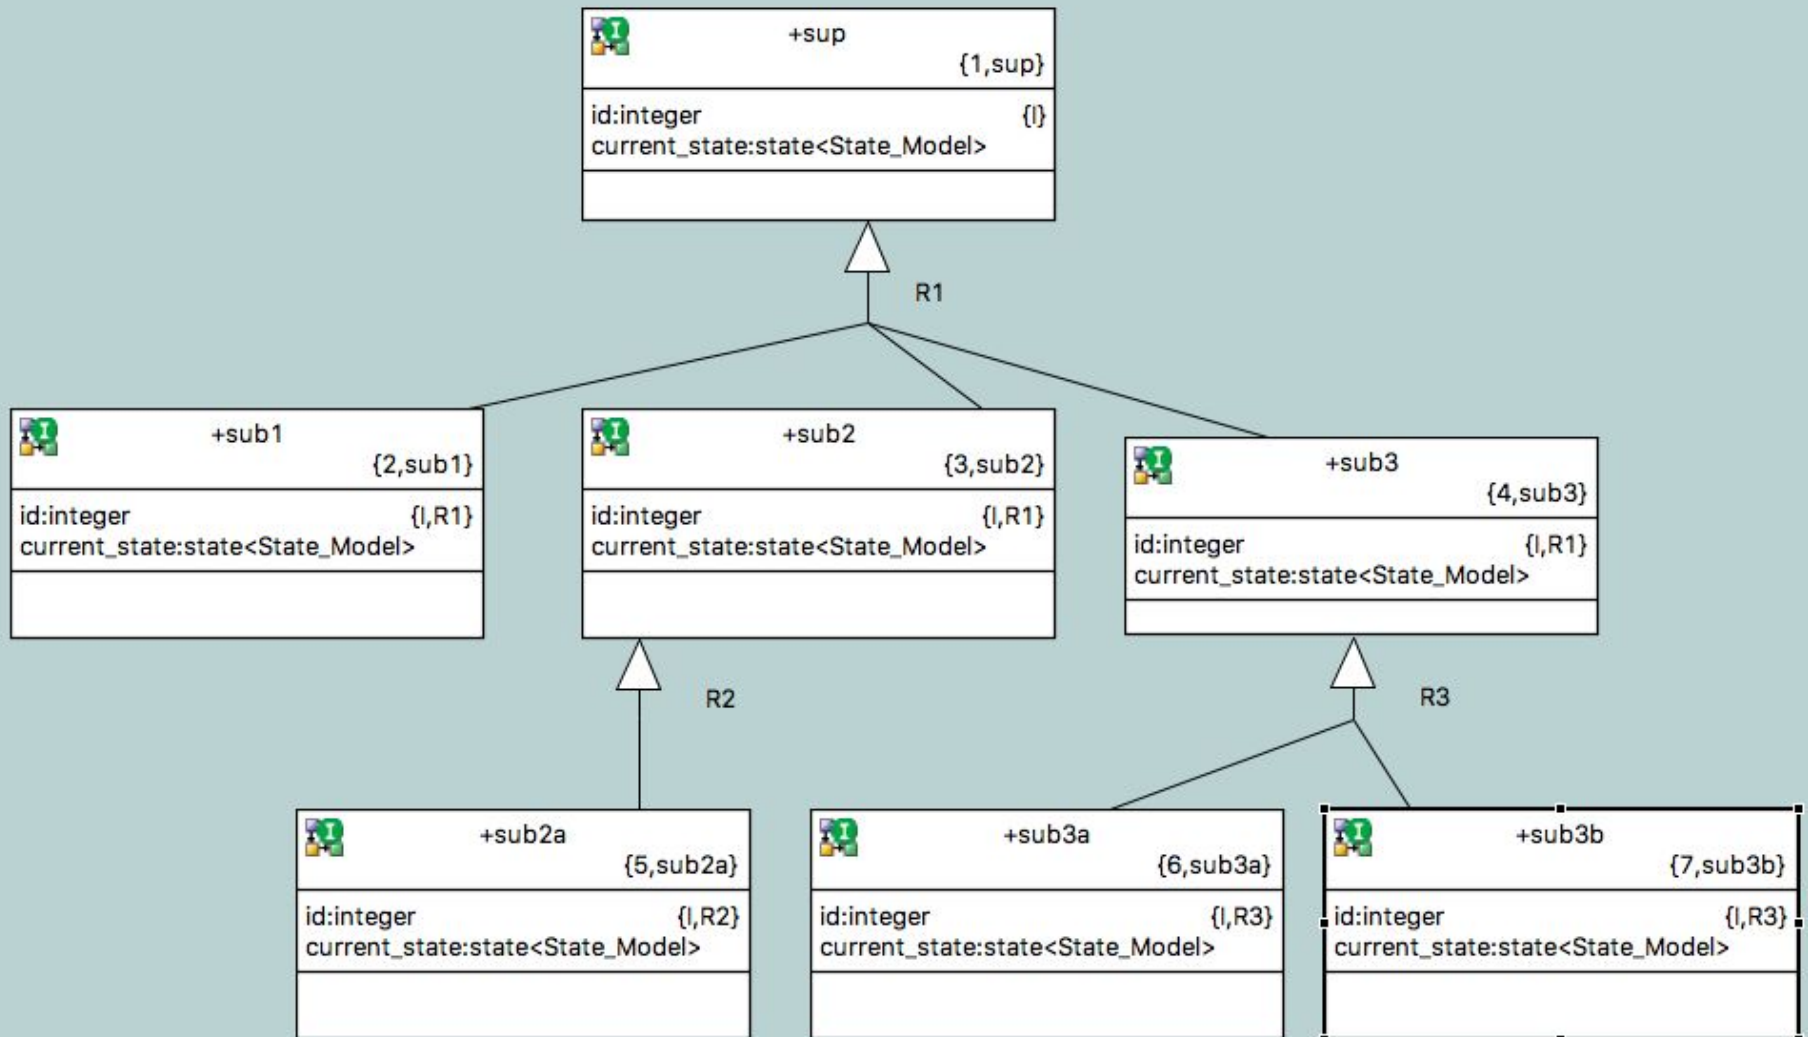 +sup
{1,sup}
id:integer {I}
current_state:state<State_Model>
R1
+sub1
{2,sub1}
id:integer {I,R1}
current_state:state<State_Model>
+sub2
{3,sub2}
id:integer {I,R1}
current_state:state<State_Model>
+sub3
{4,sub3}
id:integer {I,R1}
current_state:state<State_Model>
R2
R3
+sub2a
{5,sub2a}
id:integer {I,R2}
current_state:state<State_Model>
+sub3a
{6,sub3a}
id:integer {I,R3}
current_state:state<State_Model>
+sub3b
{7,sub3b}
id:integer {I,R3}
current_state:state<State_Model>